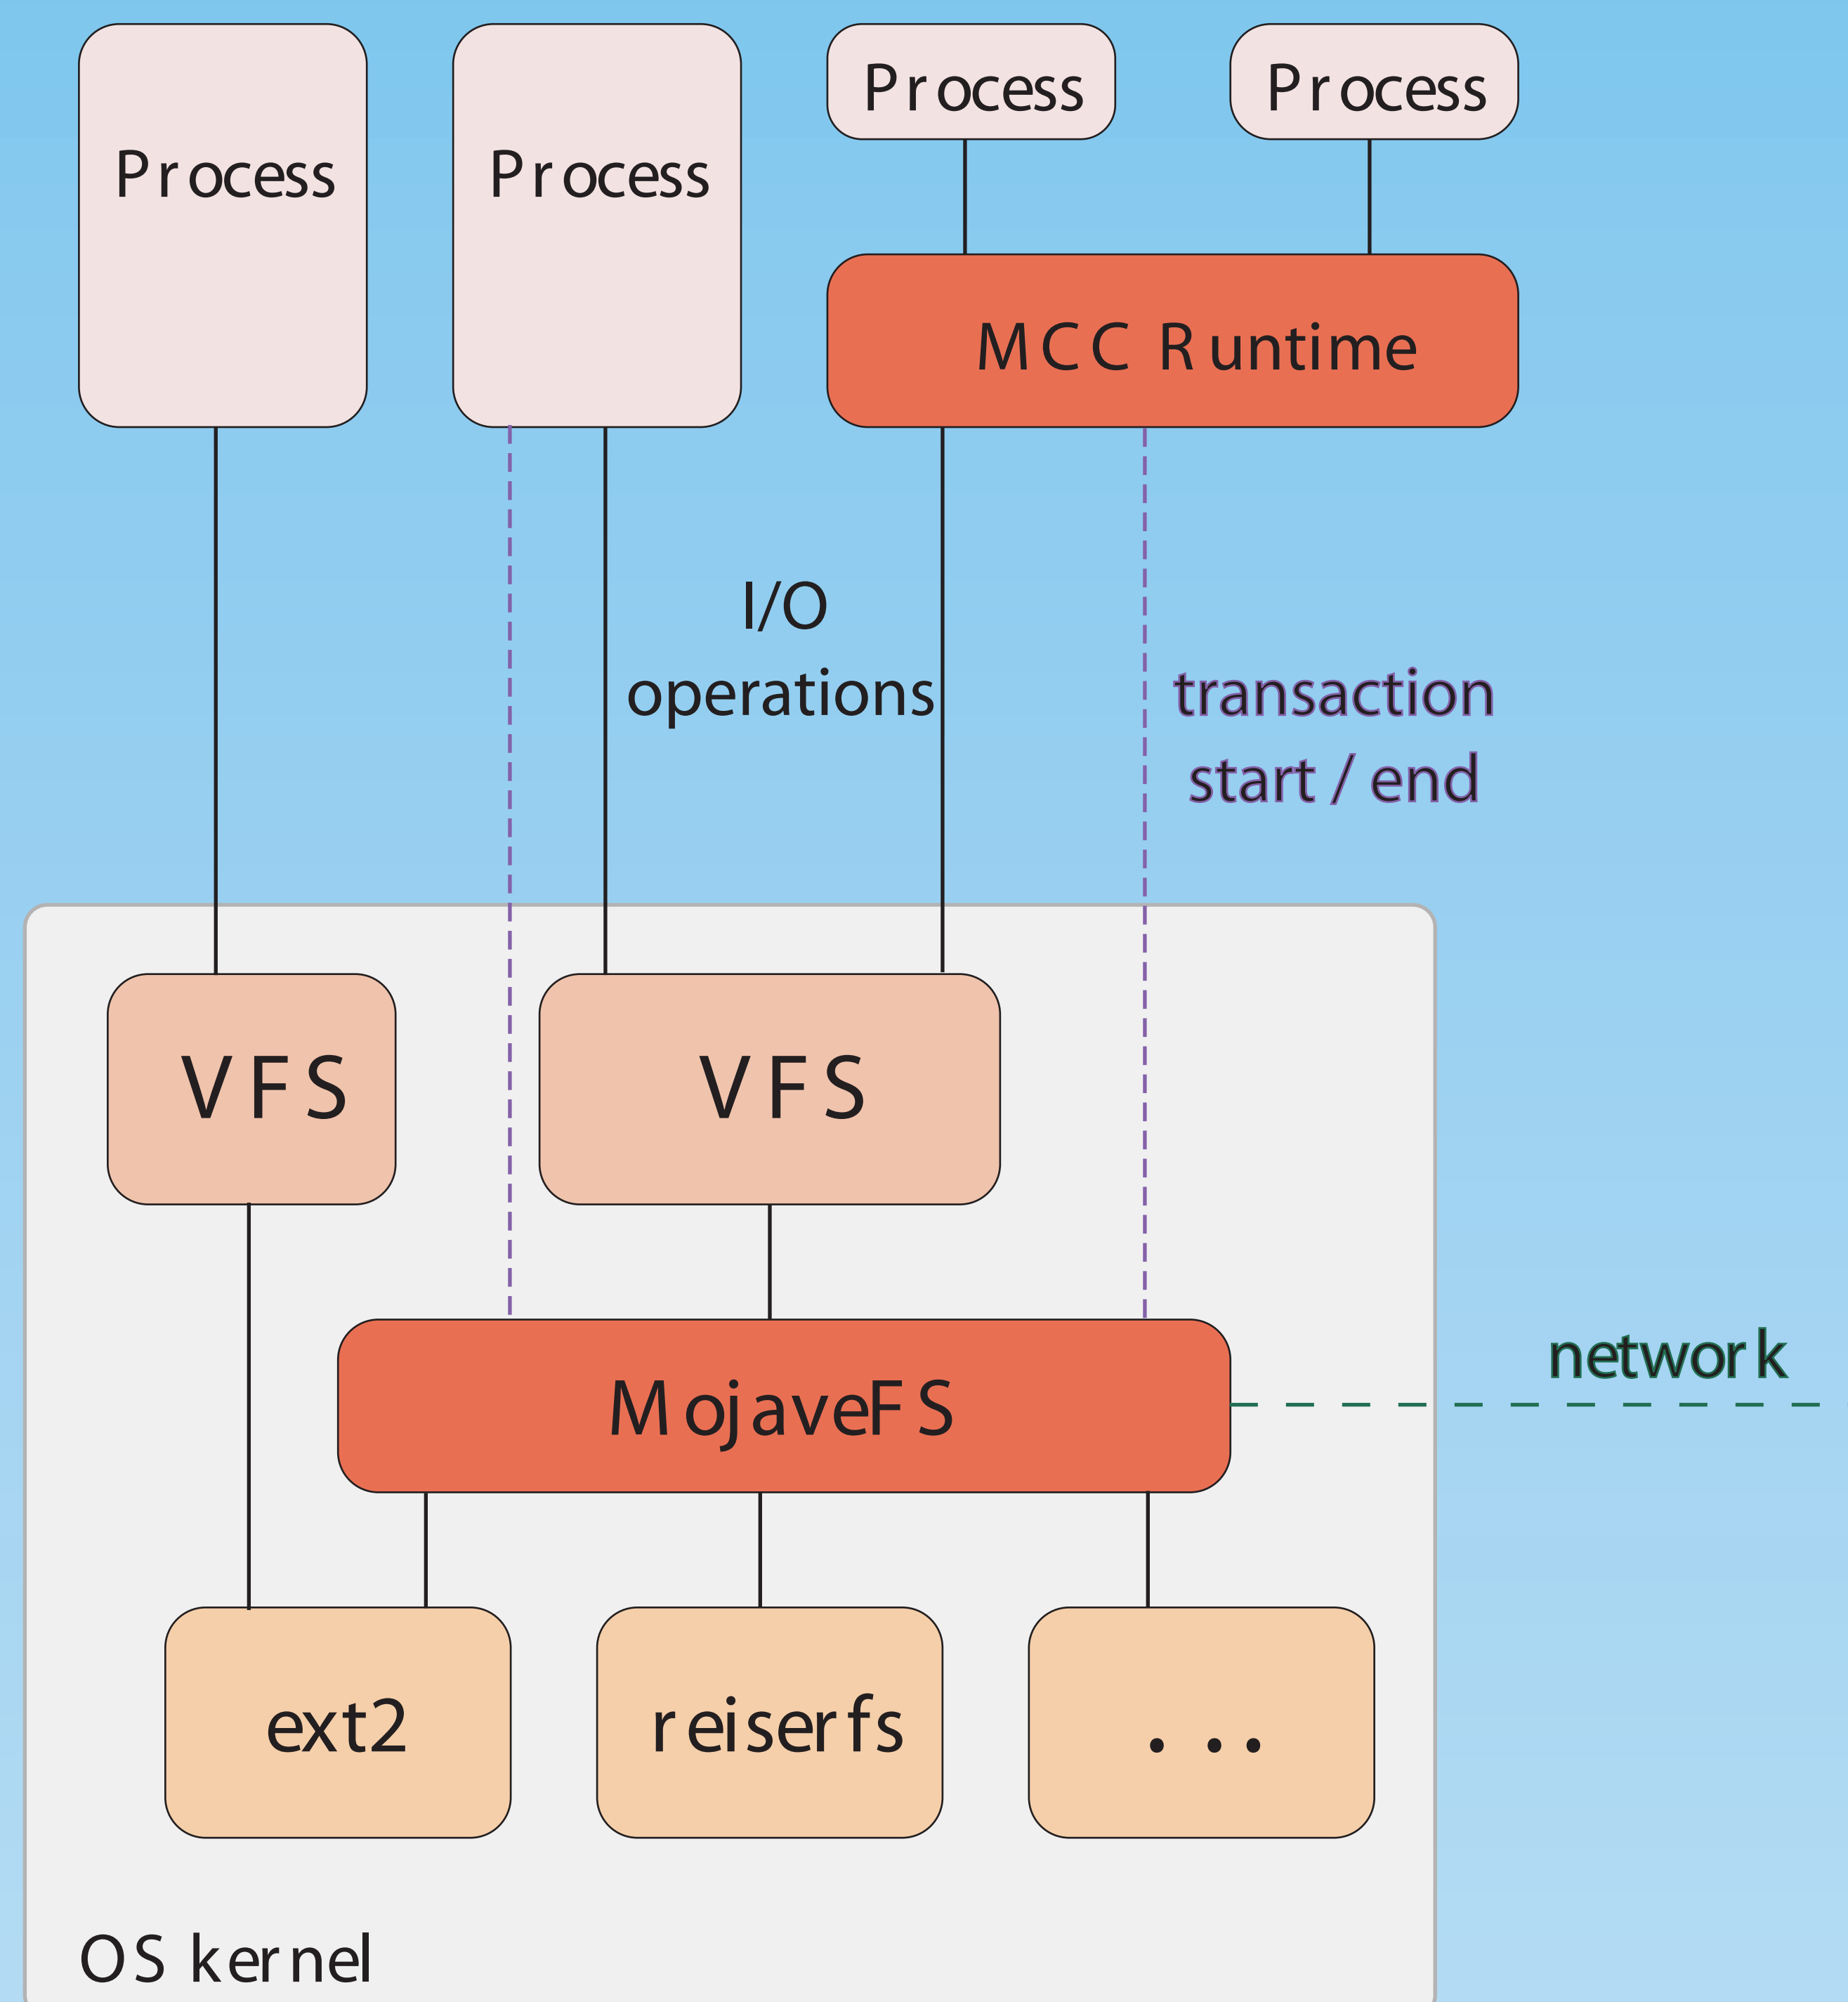 Process
Process
Process
Process
MCC Runtime
I/O
operations
transaction
start / end
VFS
VFS
MojaveFS
network
ext2
reiserfs
...
OS kernel